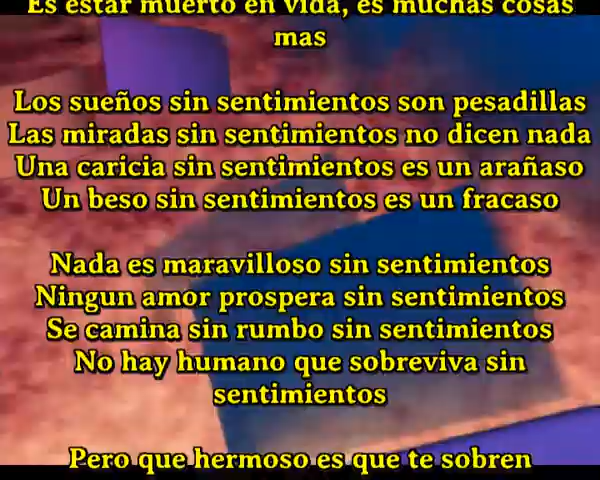 Es estar muerto en vida, es muchas cosas
mas
Los sueños sin sentimientos son pesadillas
Las miradas sin sentimientos no dicen nada
Una caricia sin sentimientos es un arañaso
Un beso sin sentimientos es un fracaso
Nada es maravilloso sin sentimientos
Ningun amor prospera sin sentimientos
Se camina sin rumbo sin sentimientos
No hay humano que sobreviva sin
sentimientos
Pero que hermoso es que te sobren